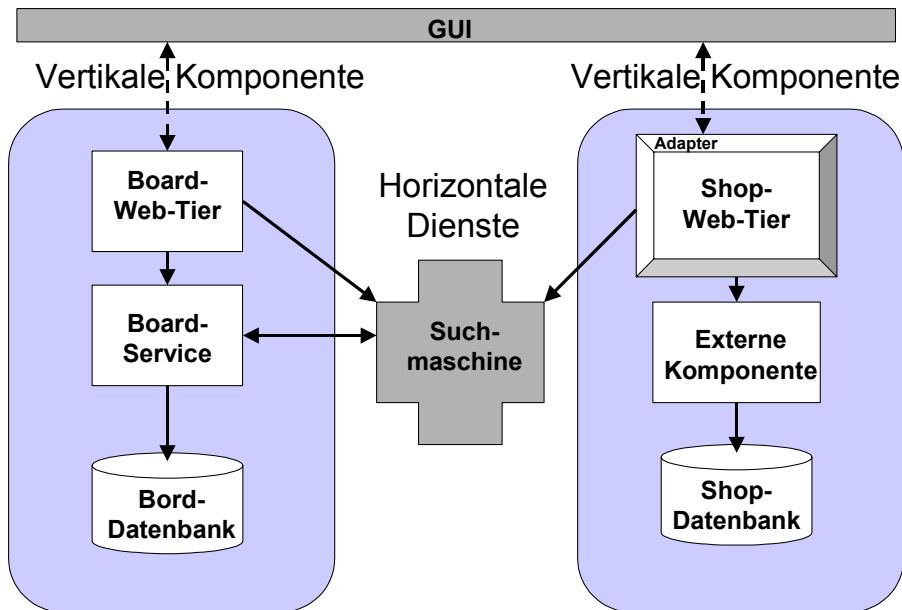 GUI
Vertikale Komponente
Vertikale Komponente
Board-
Web-Tier
Board-
Service
Bord-
Datenbank
Horizontale
Dienste
Such-
maschine
Adapter
Shop-
Web-Tier
Externe
Komponente
Shop-
Datenbank